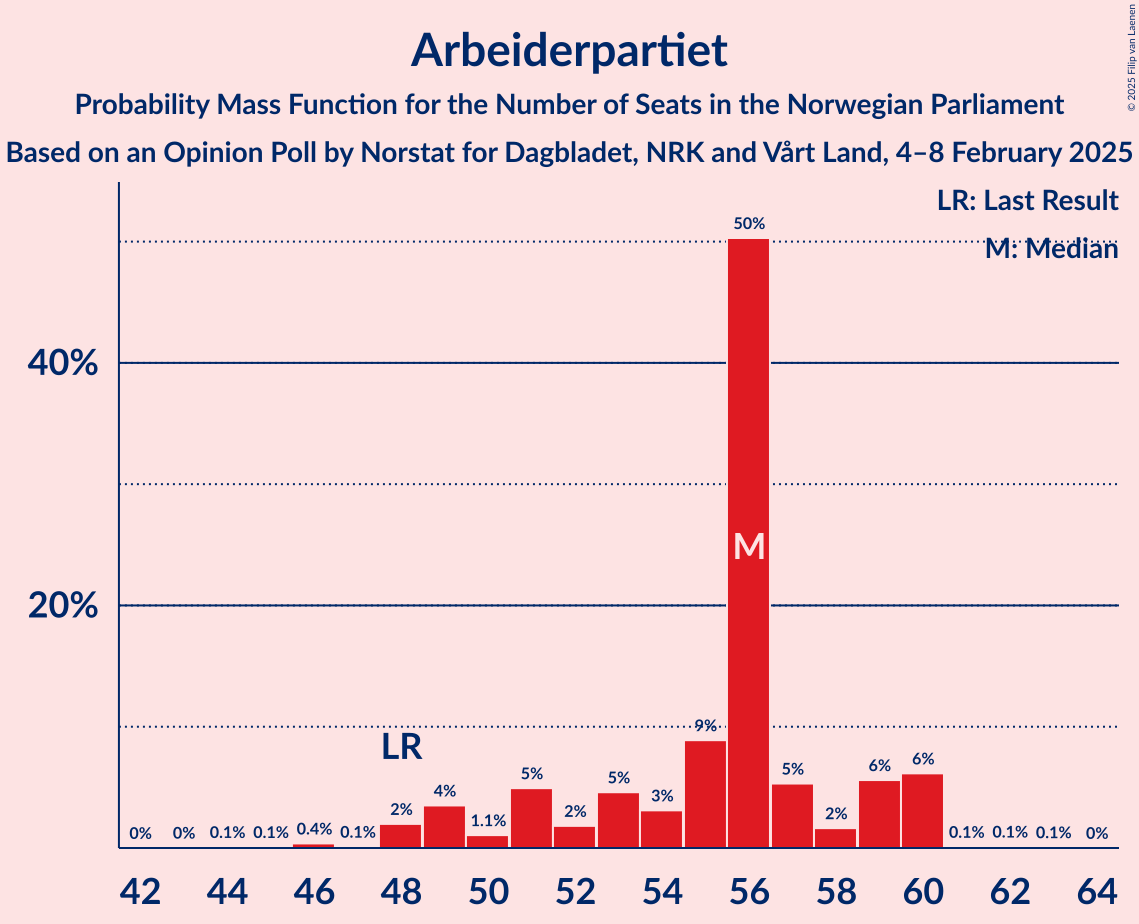 Arbeiderpartiet
Probability Mass Function for the Number of Seats in the Norwegian Parliament
Based on an Opinion Poll by Norstat for Dagbladet, NRK and Vårt Land, 4–8 February 2025
© 2025 Filip van Laenen
LR: Last Result
M: Median
50%
40%
M
20%
9%
LR
6%
6%
5%
5%
5%
4%
3%
2%
2%
2%
1.1%
0.4%
0% 0% 0.1% 0.1% 0.1% 0.1% 0.1% 0.1% 0%
42 44 46 48 50 52 54 56 58 60 62 64